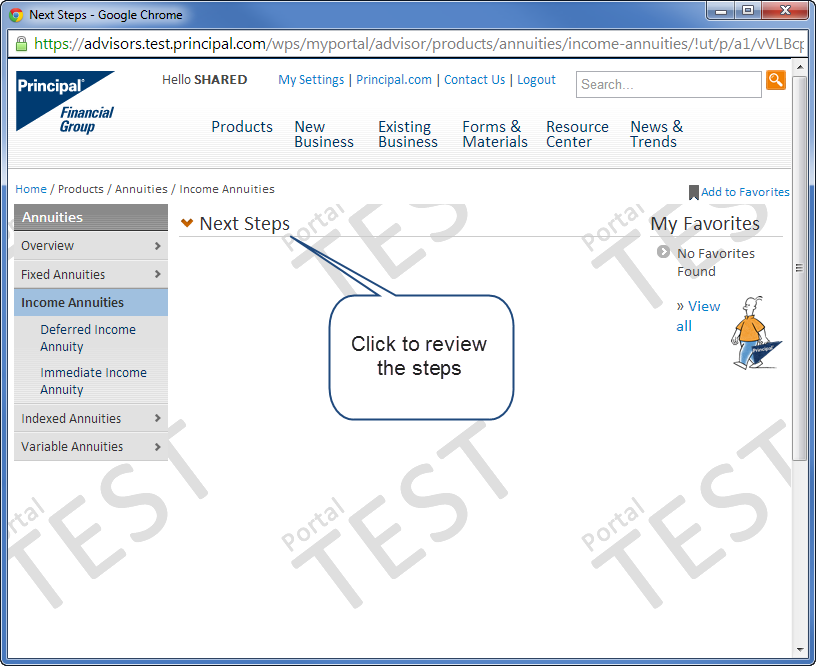 Next Steps - Google Chrome
https://advisors.test.principal.com/wps/myportal/advisor/products/annuities/income-annuities/!ut/p/a1/vVLBcp
Principal
Financial
Group
Hello SHARED
My Settings | Principal.com | Contact Us | Logout
Search...
Products
New
Business
Existing
Business
Forms &
Materials
Resource
Center
News &
Trends
Home / Products / Annuities / Income Annuities
Add to Favorites
Annuities
Overview
Fixed Annuities
Income Annuities
Deferred Income
Annuity
Immediate Income
Annuity
Indexed Annuities
Variable Annuities
Next Steps
Click to review
the steps
My Favorites
No Favorites
Found
» View
all
Principal
Portal
TEST
Portal
TEST
rtal
TEST
Portal
TEST
Portal
TEST